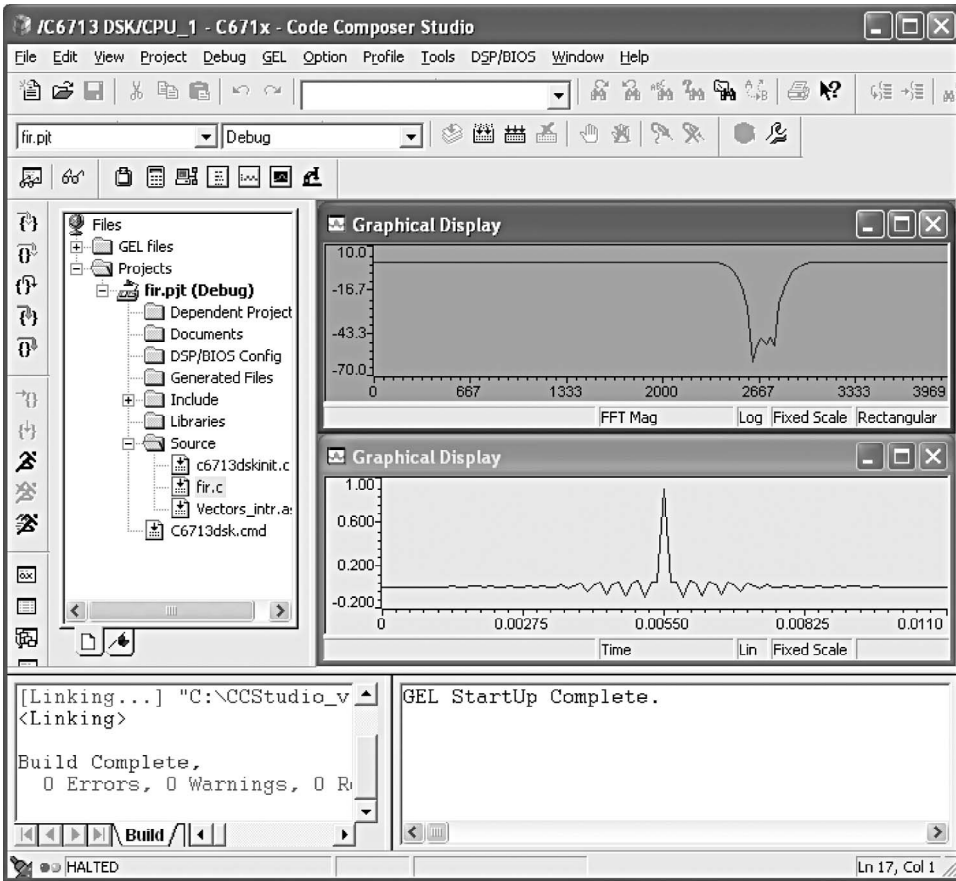 /C6713 DSK/CPU_1 - C671x - Code Composer Studio
File Edit View Project Debug GEL Option Profile Tools DSP/BIOS Window Help
fir.pjt Debug
Files
GEL files
Projects
fir.pjt (Debug)
Dependent Project
Documents
DSP/BIOS Config
Generated Files
Include
Libraries
Source
c6713dskinit.c
fir.c
Vectors_intr.a
C6713dsk.cmd
Graphical Display
10.0
-16.7
-43.3
-70.0
0 667 1333 2000 2667 3333 3969
FFT Mag Log Fixed Scale Rectangular
Graphical Display
1.00
0.600
0.200
-0.200
0 0.00275 0.00550 0.00825 0.0110
Time Lin Fixed Scale
[Linking...] "C:\CCStudio_v
<Linking>
Build Complete,
0 Errors, 0 Warnings, 0 R
Build
GEL StartUp Complete.
HALTED
Ln 17, Col 1